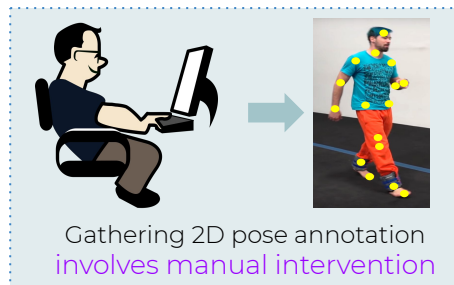 Gathering 2D pose annotation
involves manual intervention